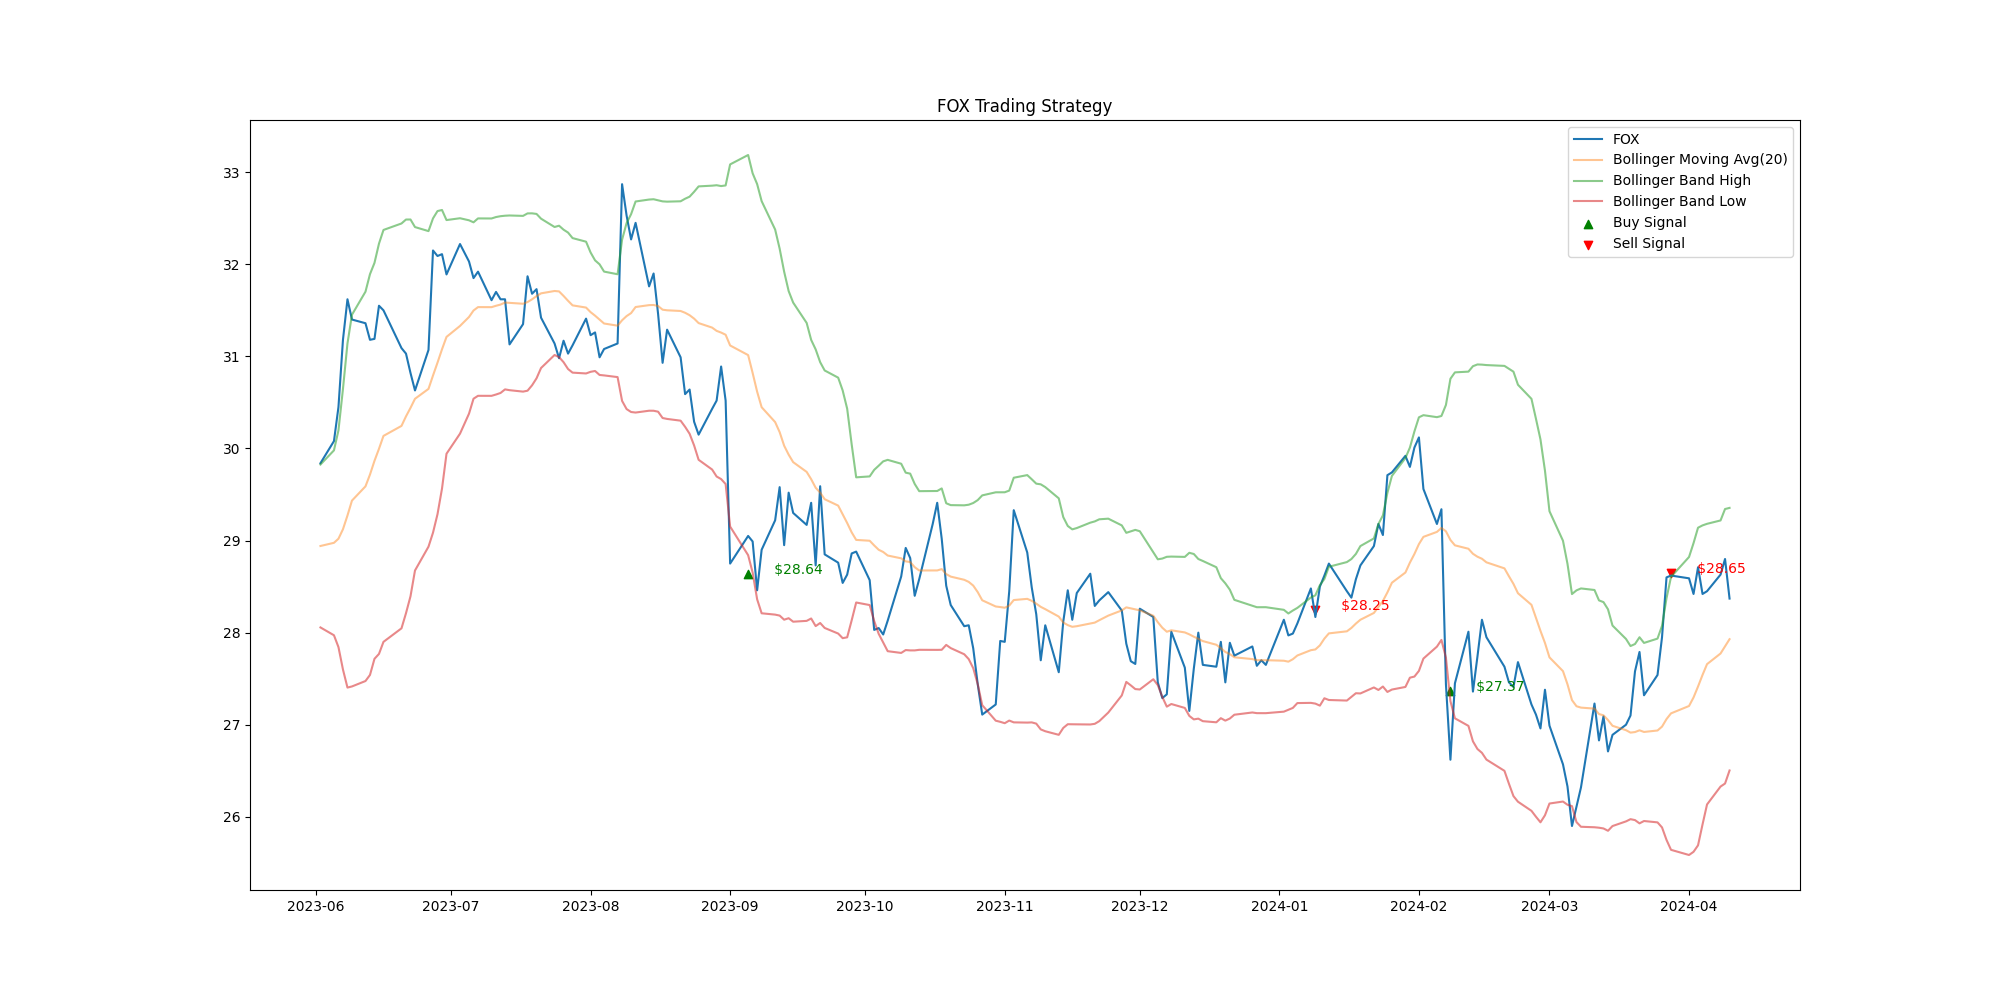 FOX Trading Strategy
FOX
Bollinger Moving Avg(20)
Bollinger Band High
Bollinger Band Low
Buy Signal
Sell Signal
33
32
31
30
29
28
27
26
$28.64
$28.25
$27.37
$28.65
2023-06 2023-07 2023-08 2023-09 2023-10 2023-11 2023-12 2024-01 2024-02 2024-03 2024-04